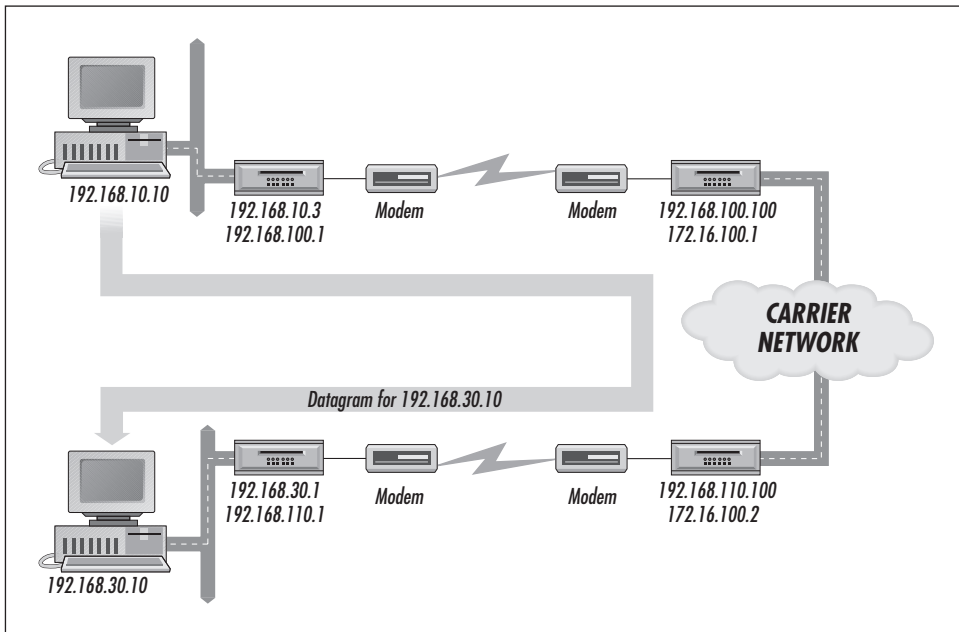 192.168.10.10
192.168.10.3
192.168.100.1
Modem
Modem
192.168.100.100
172.16.100.1
CARRIER
NETWORK
Datagram for 192.168.30.10
192.168.30.1
192.168.110.1
Modem
Modem
192.168.110.100
172.16.100.2
192.168.30.10